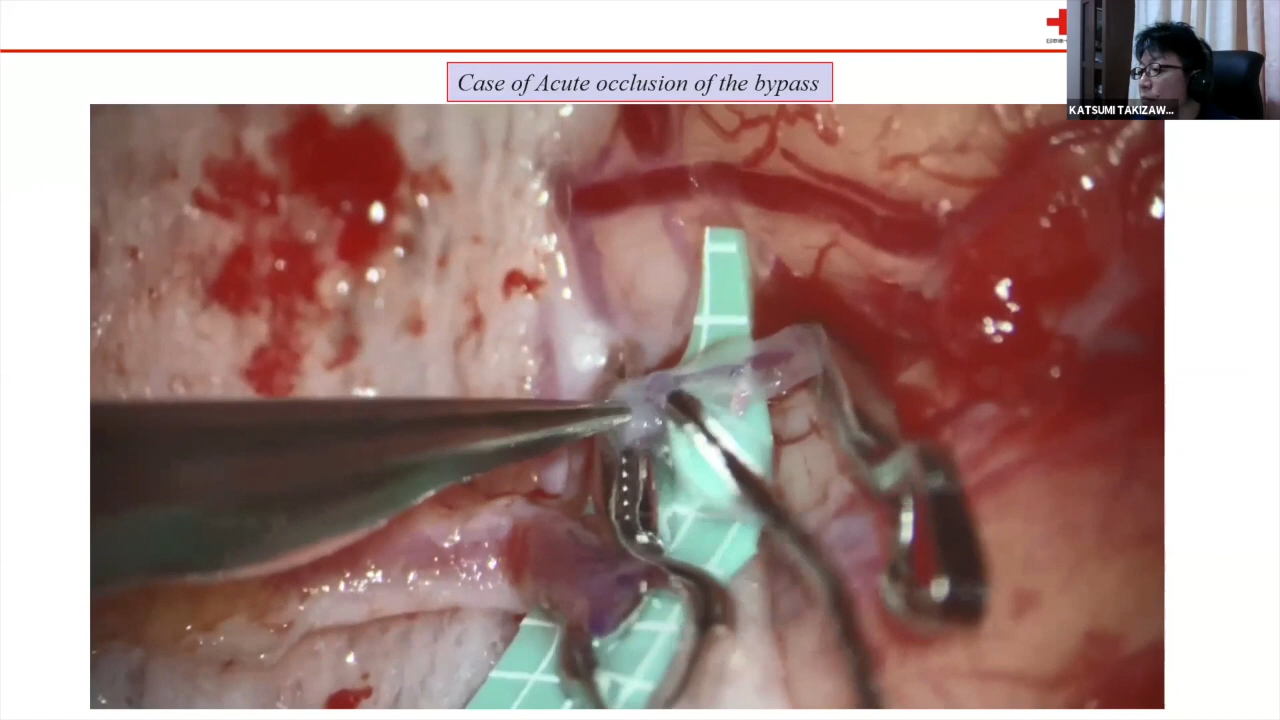 Case of Acute occlusion of the bypass
KATSUMI TAKIZAW...